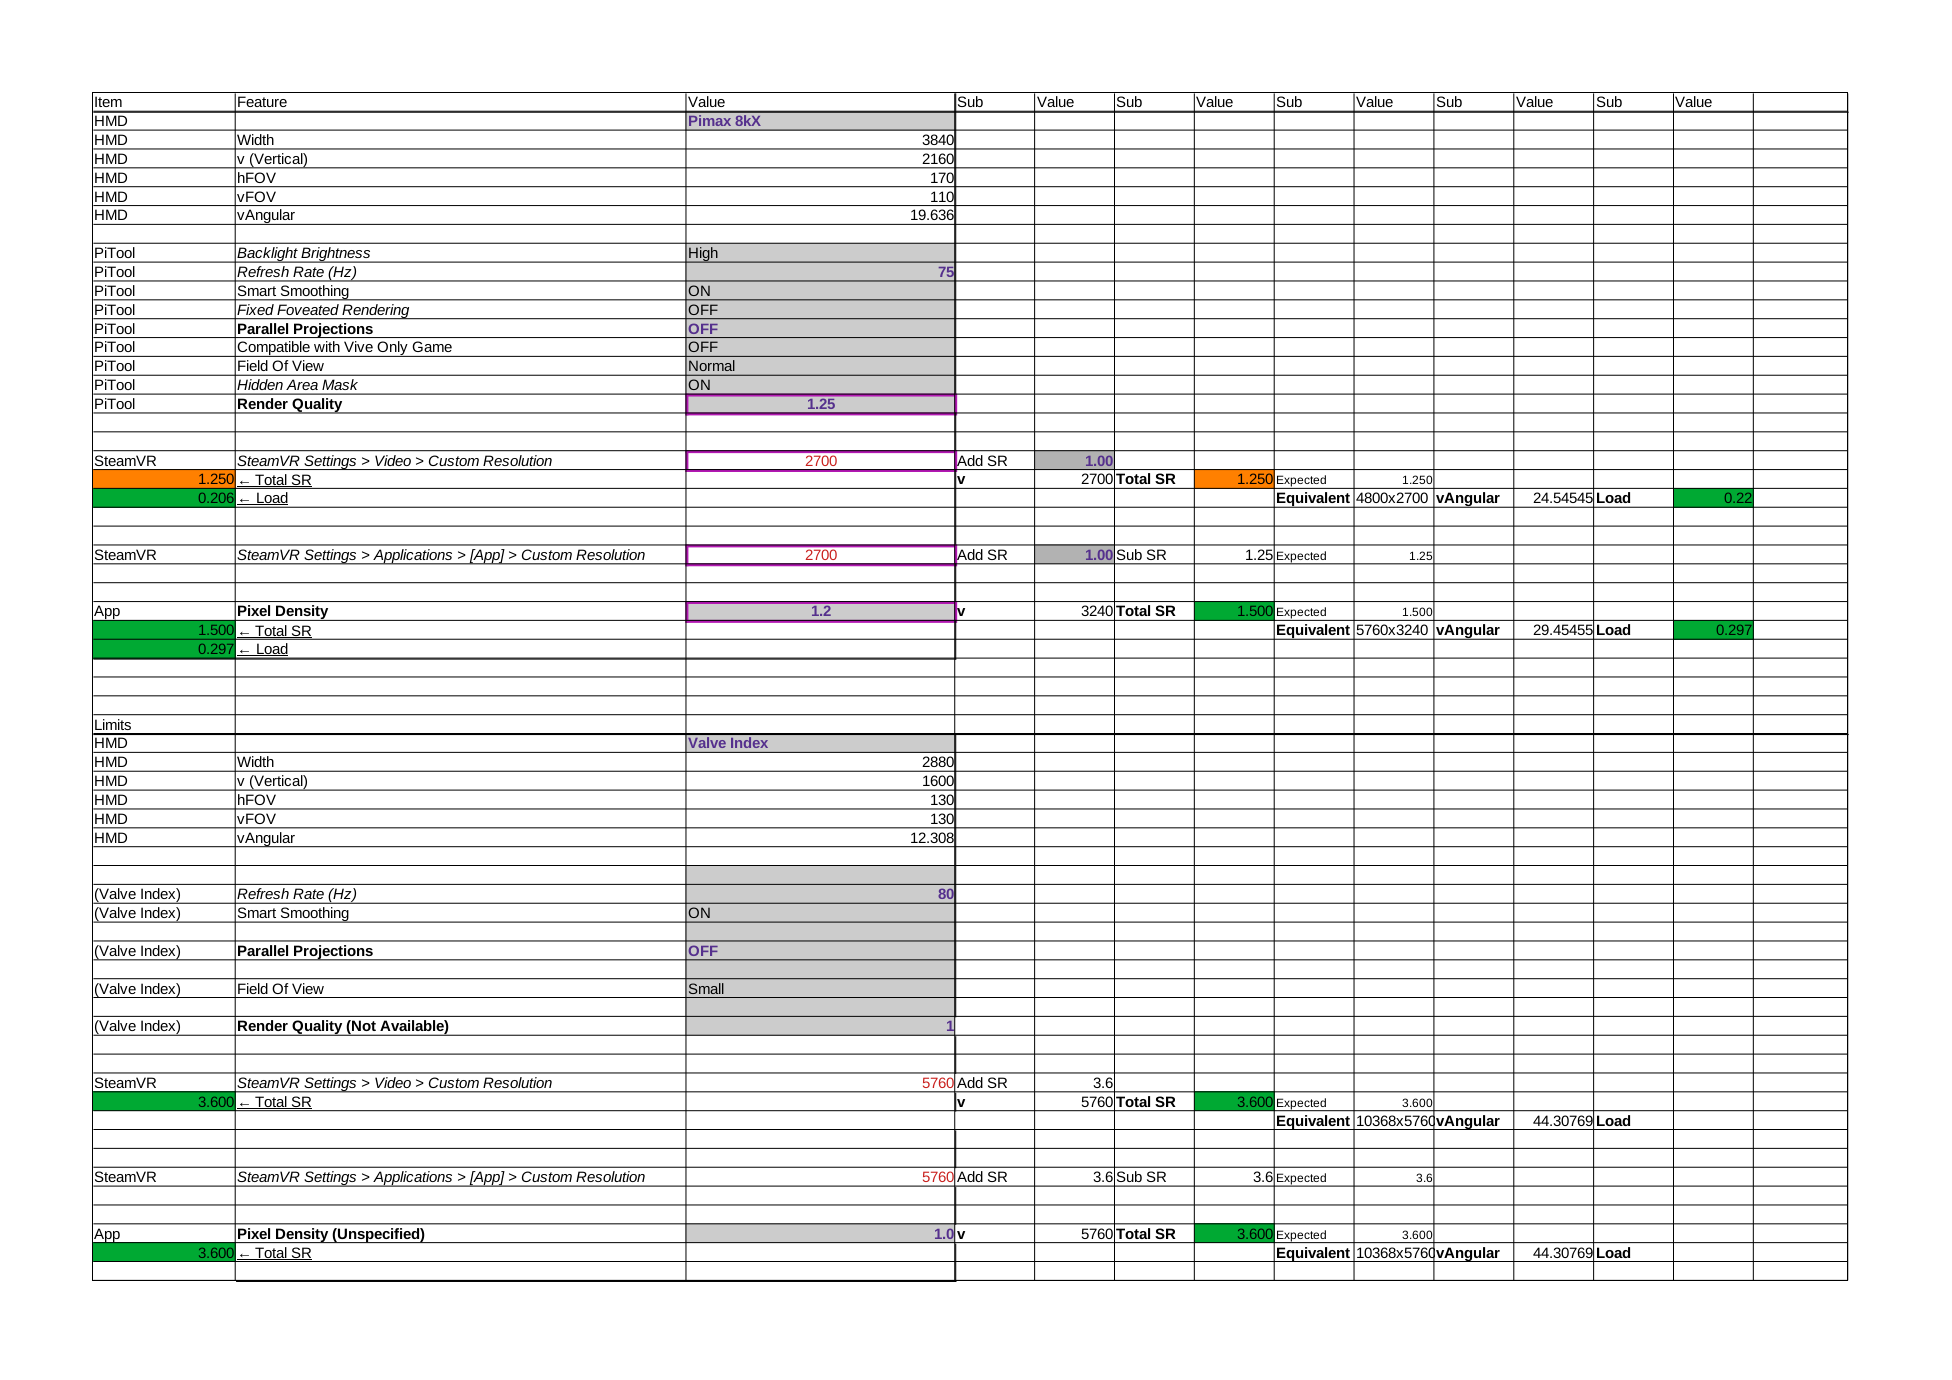 Item Feature Value Sub Value Sub Value Sub Value Sub Value Sub Value
HMD Pimax 8kX
HMD Width 3840
HMD v (Vertical) 2160
HMD hFOV 170
HMD vFOV 110
HMD vAngular 19.636
PiTool Backlight Brightness High
PiTool Refresh Rate (Hz) 75
PiTool Smart Smoothing ON
PiTool Fixed Foveated Rendering OFF
PiTool Parallel Projections OFF
PiTool Compatible with Vive Only Game OFF
PiTool Field Of View Normal
PiTool Hidden Area Mask ON
PiTool Render Quality 1.25
SteamVR SteamVR Settings > Video > Custom Resolution 2700 Add SR 1.00
1.250 ← Total SR v 2700 Total SR 1.250 Expected 1.250
0.206 ← Load Equivalent 4800x2700 vAngular 24.54545 Load 0.22
SteamVR SteamVR Settings > Applications > [App] > Custom Resolution 2700 Add SR 1.00 Sub SR 1.25 Expected 1.25
App Pixel Density 1.2 v 3240 Total SR 1.500 Expected 1.500
1.500 ← Total SR Equivalent 5760x3240 vAngular 29.45455 Load 0.297
0.297 ← Load
Limits
HMD Valve Index
HMD Width 2880
HMD v (Vertical) 1600
HMD hFOV 130
HMD vFOV 130
HMD vAngular 12.308
(Valve Index) Refresh Rate (Hz) 80
(Valve Index) Smart Smoothing ON
(Valve Index) Parallel Projections OFF
(Valve Index) Field Of View Small
(Valve Index) Render Quality (Not Available) 1
SteamVR SteamVR Settings > Video > Custom Resolution 5760 Add SR 3.6
3.600 ← Total SR v 5760 Total SR 3.600 Expected 3.600
Equivalent 10368x5760 vAngular 44.30769 Load
SteamVR SteamVR Settings > Applications > [App] > Custom Resolution 5760 Add SR 3.6 Sub SR 3.6 Expected 3.6
App Pixel Density (Unspecified) 1.0 v 5760 Total SR 3.600 Expected 3.600
3.600 ← Total SR Equivalent 10368x5760 vAngular 44.30769 Load